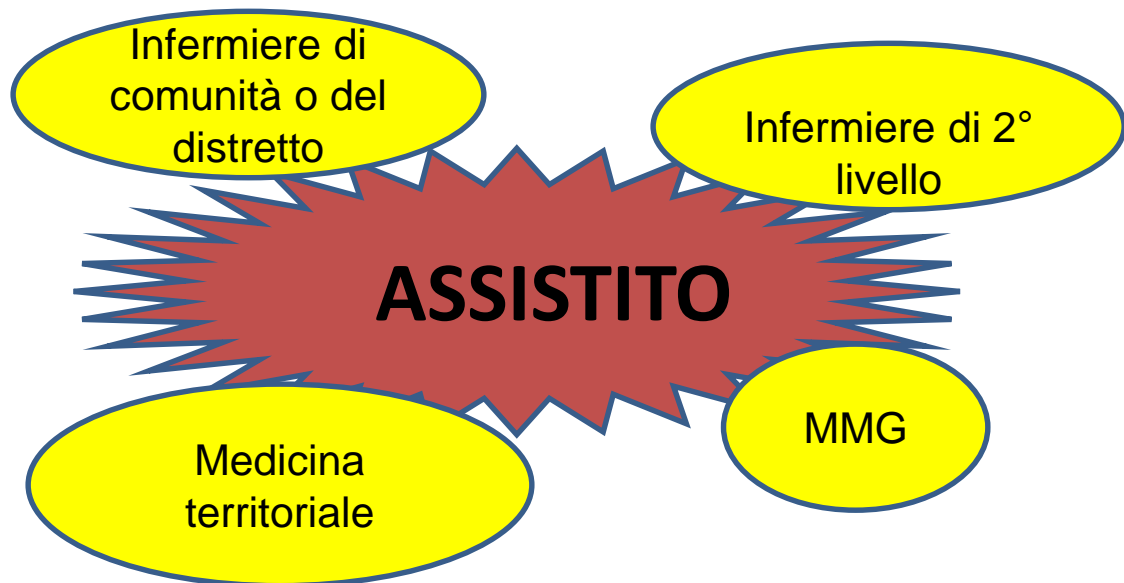 Infermiere di
comunità o del
distretto
Infermiere di 2°
livello
ASSISTITO
MMG
Medicina
territoriale